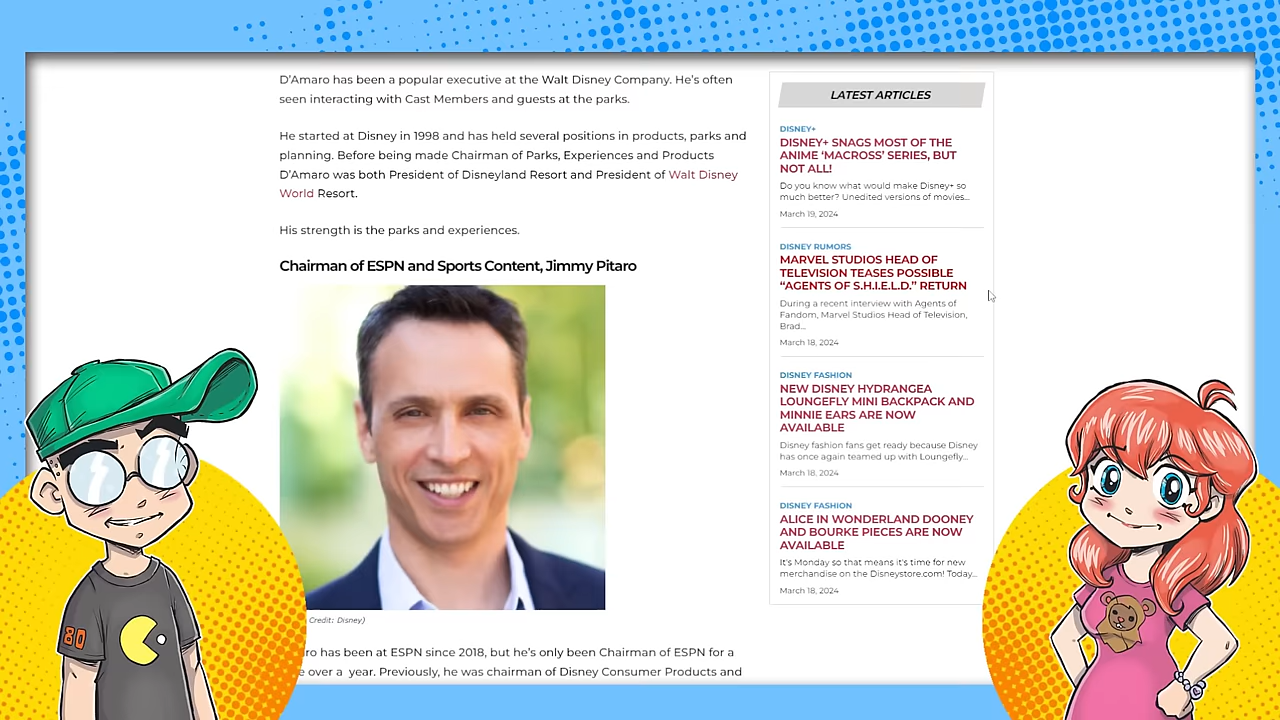 D'Amaro has been a popular executive at the Walt Disney Company. He's often
seen interacting with Cast Members and guests at the parks.
He started at Disney in 1998 and has held several positions in products, parks and
planning. Before being made Chairman of Parks, Experiences and Products
D'Amaro was both President of Disneyland Resort and President of Walt Disney
World Resort.
His strength is the parks and experiences.
Chairman of ESPN and Sports Content, Jimmy Pitaro
Credit: Disney)
has been at ESPN since 2018, but he's only been Chairman of ESPN for a
over a year. Previously, he was chairman of Disney Consumer Products and
LATEST ARTICLES
DISNEY+
DISNEY+ SNAGS MOST OF THE
ANIME 'MACROSS' SERIES, BUT
NOT ALL!
Do you know what would make Disney+ so
much better? Unedited versions of movies...
March 19, 2024
DISNEY RUMORS
MARVEL STUDIOS HEAD OF
TELEVISION TEASES POSSIBLE
“AGENTS OF S.H.I.E.L.D.” RETURN
During a recent interview with Agents of
Fandom, Marvel Studios Head of Television,
Brad...
March 18, 2024
DISNEY FASHION
NEW DISNEY HYDRANGEA
LOUNGEFLY MINI BACKPACK AND
MINNIE EARS ARE NOW
AVAILABLE
Disney fashion fans get ready because Disney
has once again teamed up with Loungefly...
March 18, 2024
DISNEY FASHION
ALICE IN WONDERLAND DOONEY
AND BOURKE PIECES ARE NOW
AVAILABLE
It's Monday so that means it's time for new
merchandise on the Disneystore.com! Today...
March 18, 2024
80